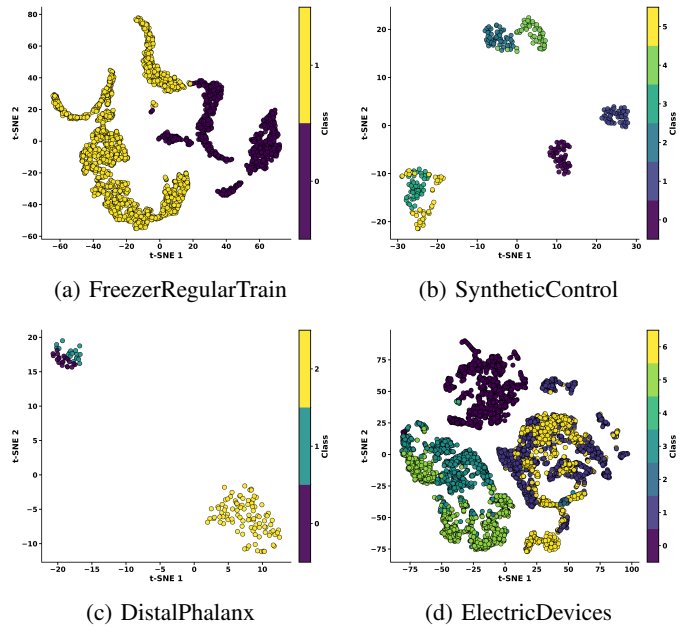 80
60
40
20
0
−20
−40
−60
−60 −40 −20 0 20 40 60
t-SNE 2
t-SNE 1
1
0
Class
(a) FreezerRegularTrain
20
10
0
−10
−20
−30 −20 −10 0 10 20 30
t-SNE 2
t-SNE 1
5
4
3
2
1
0
Class
(b) SyntheticControl
20
15
10
5
0
−5
−10
−20 −15 −10 −5 0 5 10
t-SNE 2
t-SNE 1
2
1
0
Class
(c) DistalPhalanx
75
50
25
0
−25
−50
−75
−75 −50 −25 0 25 50 75 100
t-SNE 2
t-SNE 1
6
5
4
3
2
1
0
Class
(d) ElectricDevices